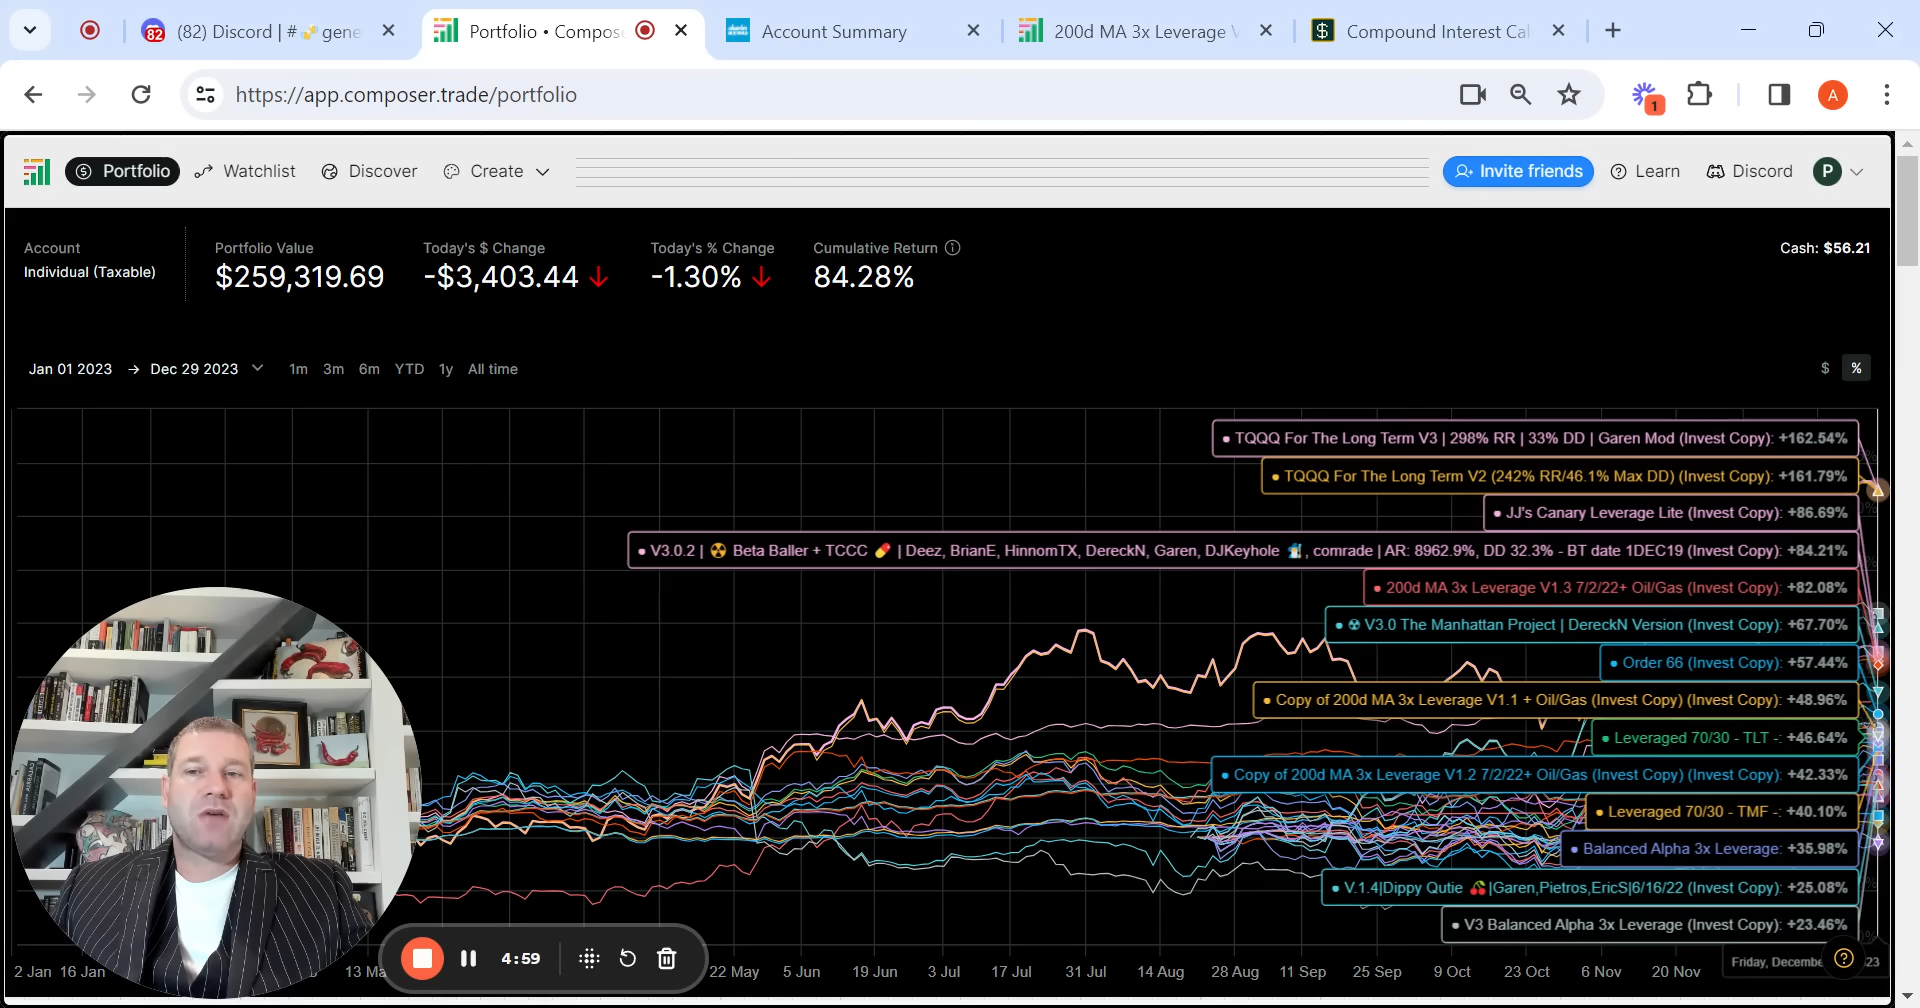 82
(82) Discord | # gene
Portfolio • Compos
Account Summary
200d MA 3x Leverage V
$
Compound Interest Cal
https://app.composer.trade/portfolio
1
A
Portfolio
Watchlist
Discover
Create
Invite friends
Learn
Discord
P
Account
Individual (Taxable)
Portfolio Value
$259,319.69
Today's $ Change
-$3,403.44
Today's % Change
-1.30%
Cumulative Return
84.28%
Cash: $56.21
Jan 01 2023 → Dec 29 2023
1m 3m 6m YTD 1y All time
$ %
TQQQ For The Long Term V3 | 298% RR | 33% DD | Garen Mod (Invest Copy): +162.54%
TQQQ For The Long Term V2 (242% RR/46.1% Max DD) (Invest Copy): +161.79%
JJ's Canary Leverage Lite (Invest Copy): +86.69%
V3.0.2 | ☢ Beta Baller + TCCC 💊 | Deez, BrianE, HinnomTX, DereckN, Garen, DJKeyhole , comrade | AR: 8962.9%, DD 32.3% - BT date 1DEC19 (Invest Copy): +84.21%
200d MA 3x Leverage V1.3 7/2/22+ Oil/Gas (Invest Copy): +82.08%
☢ V3.0 The Manhattan Project | DereckN Version (Invest Copy): +67.70%
Order 66 (Invest Copy): +57.44%
Copy of 200d MA 3x Leverage V1.1 + Oil/Gas (Invest Copy) (Invest Copy): +48.96%
Leveraged 70/30 - TLT -: +46.64%
Copy of 200d MA 3x Leverage V1.2 7/2/22+ Oil/Gas (Invest Copy) (Invest Copy): +42.33%
Leveraged 70/30 - TMF -: +40.10%
Balanced Alpha 3x Leverage: +35.98%
V.1.4|Dippy Qutie 🍒|Garen,Pietros,EricS|6/16/22 (Invest Copy): +25.08%
V3 Balanced Alpha 3x Leverage (Invest Copy): +23.46%
4:59
2 Jan 16 Jan 13 Ma 22 May 5 Jun 19 Jun 3 Jul 17 Jul 31 Jul 14 Aug 28 Aug 11 Sep 25 Sep 9 Oct 23 Oct 6 Nov 20 Nov
Friday, Decembe 23